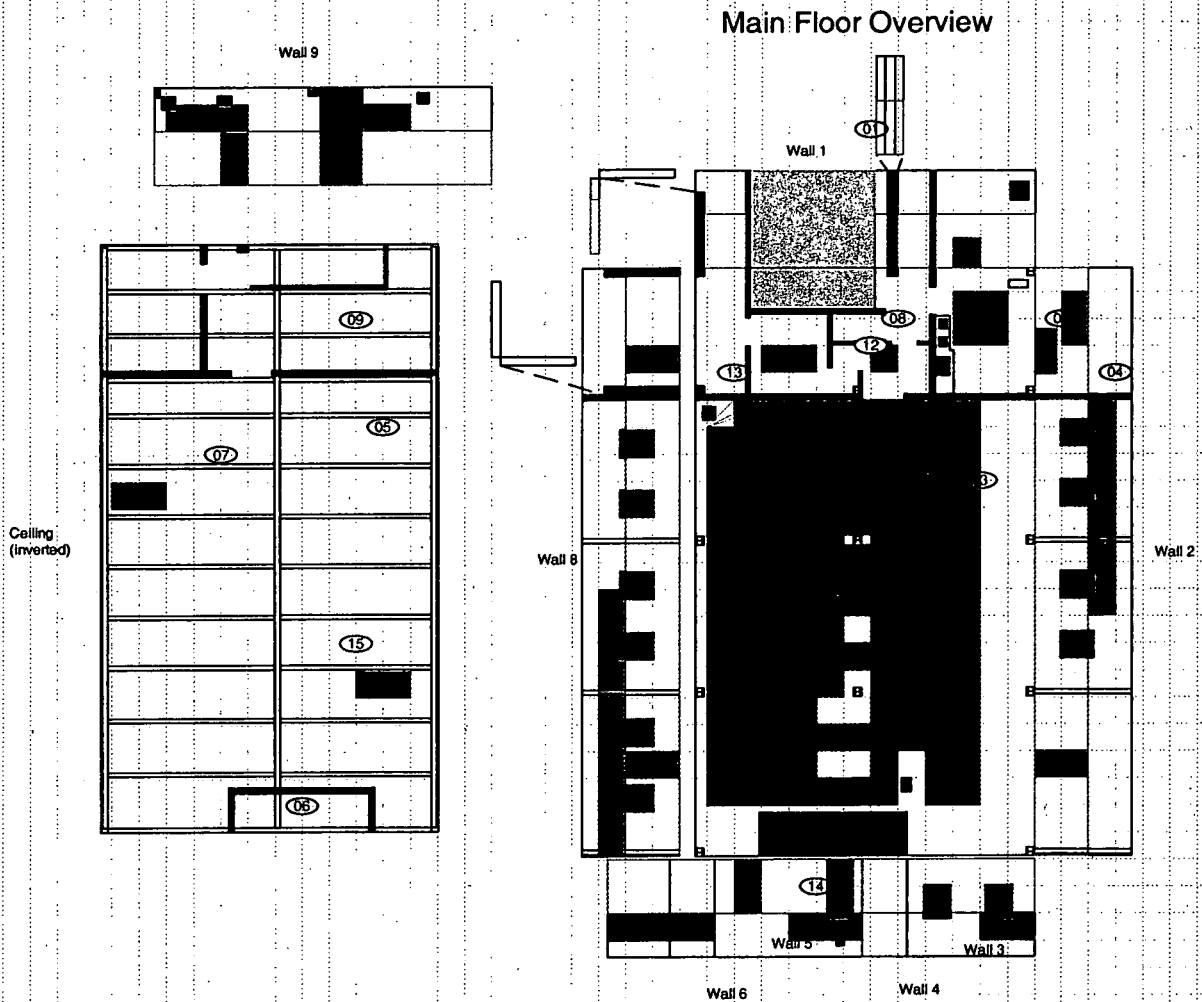 Main Floor Overview
Wall 9
01
Wall 1
09
08
12
13
04
05
07
Ceiling
(inverted)
Wall 8
Wall 2
15
06
14
Wall 5
Wall 3
Wall 6
Wall 4